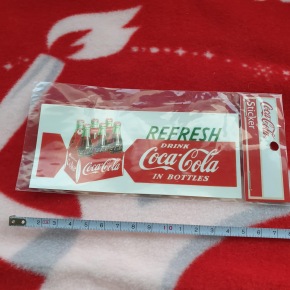 REFRESH
DRINK
Coca-Cola
IN BOTTLES
Coca-Cola
Coca-Cola
Sticker